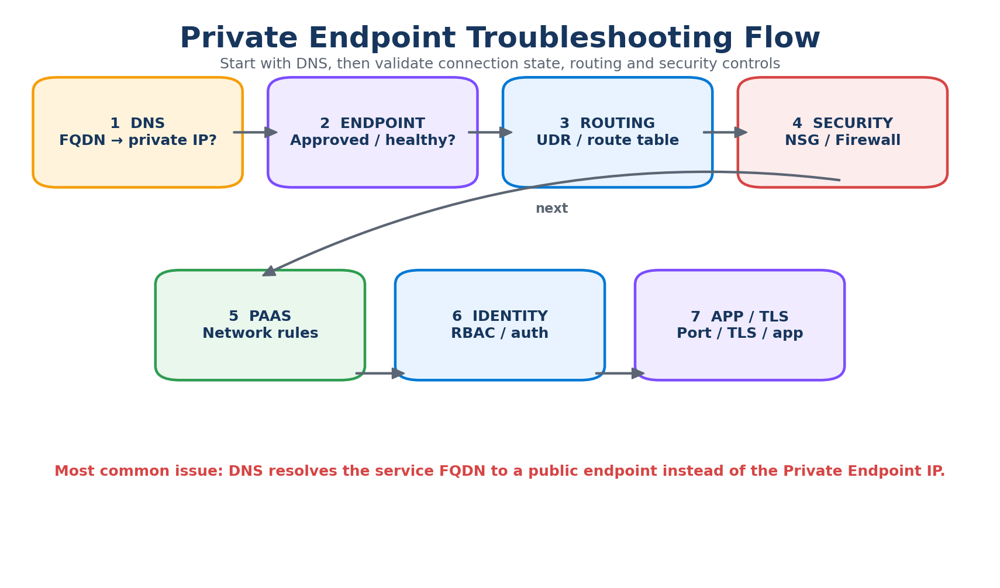 Private Endpoint Troubleshooting Flow
Start with DNS, then validate connection state, routing and security controls
1  DNS
FQDN → private IP?
2  ENDPOINT
Approved / healthy?
3  ROUTING
UDR / route table
4  SECURITY
NSG / Firewall
next
5  PAAS
Network rules
6  IDENTITY
RBAC / auth
7  APP / TLS
Port / TLS / app
Most common issue: DNS resolves the service FQDN to a public endpoint instead of the Private Endpoint IP.